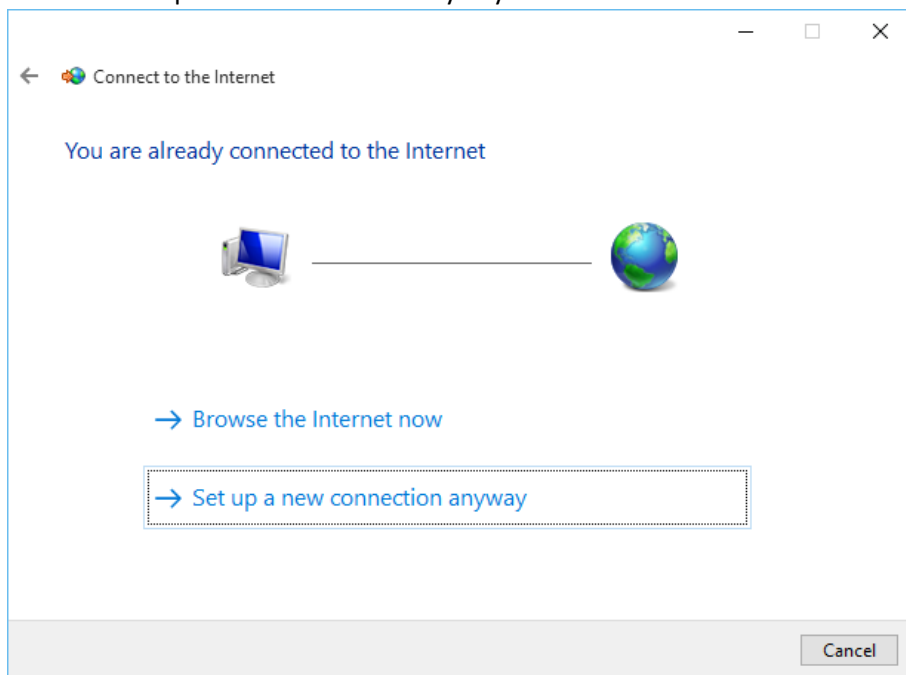 Connect to the Internet
You are already connected to the Internet
Browse the Internet now
Set up a new connection anyway
Cancel